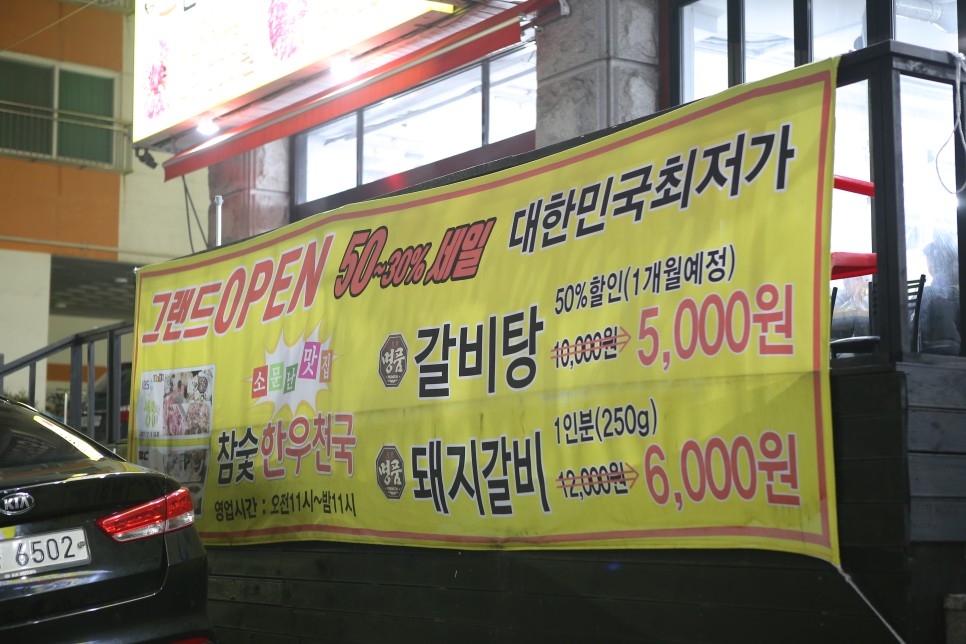 그랜드OPEN 50~30% 세일 대한민국최저가
소문난 맛집
참숯한우천국
영업시간 : 오전11시~밤11시
50%할인(1개월예정)
명품 갈비탕 10,000원 5,000원
1인분(250g)
명품 돼지갈비 12,000원 6,000원
KIA
6502